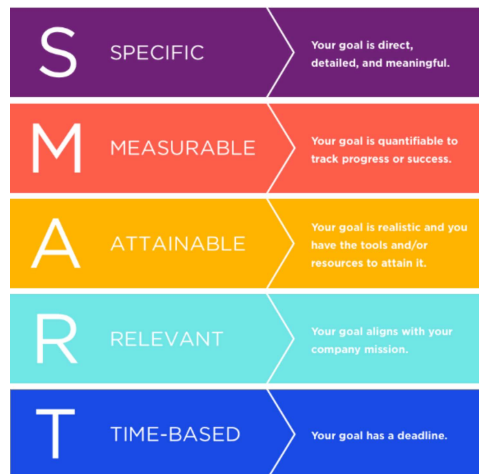 S SPECIFIC
Your goal is direct,
detailed, and meaningful.
M MEASURABLE
Your goal is quantifiable to
track progress or success.
A ATTAINABLE
Your goal is realistic and you
have the tools and/or
resources to attain it.
R RELEVANT
Your goal aligns with your
company mission.
T TIME-BASED
Your goal has a deadline.